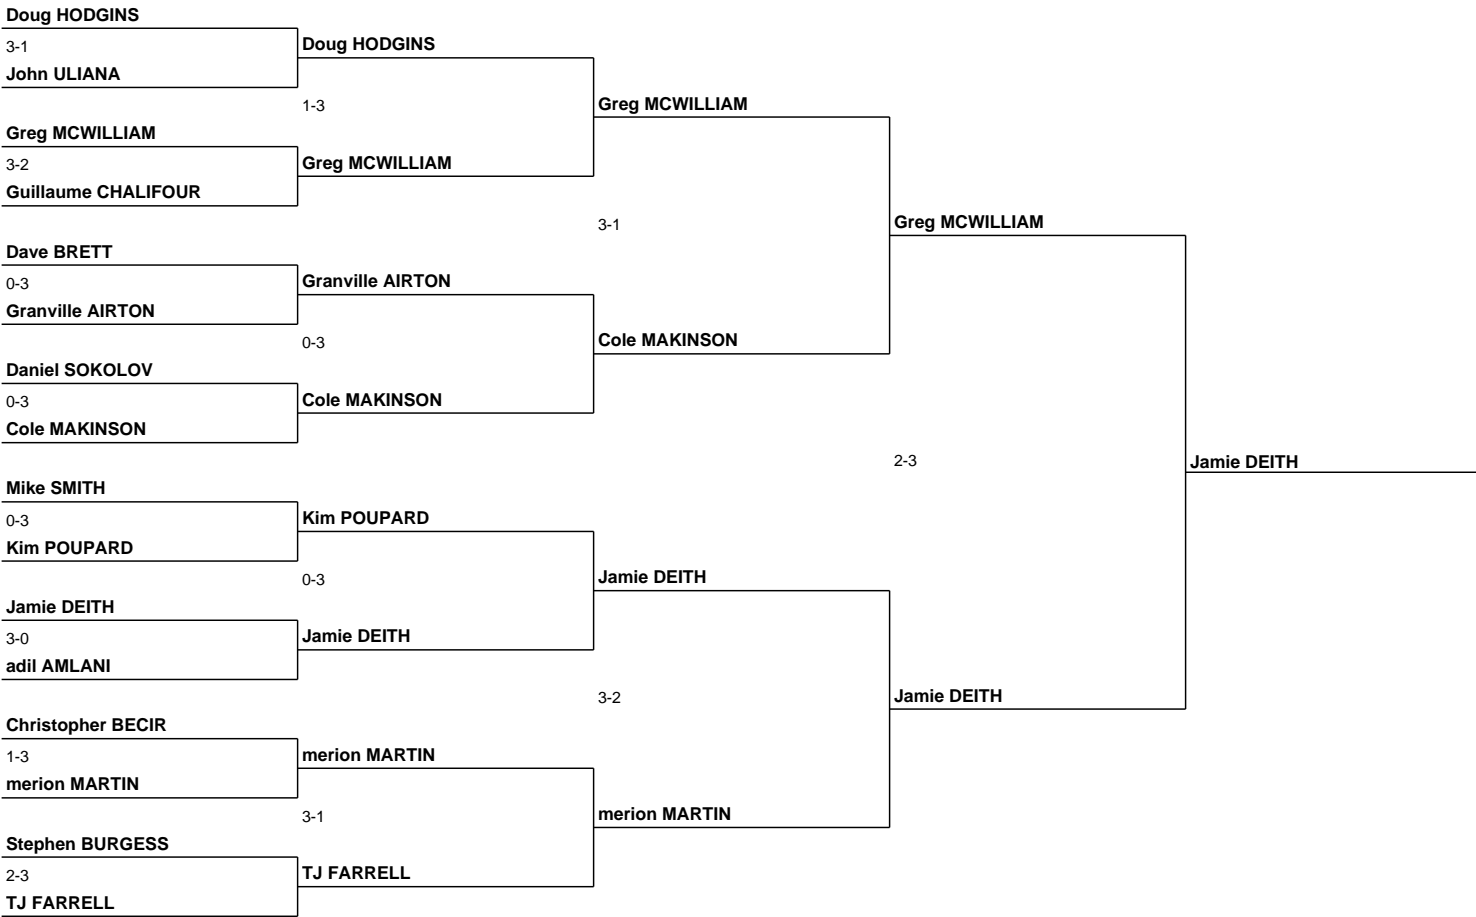 Doug HODGINS
3-1
John ULIANA
Greg MCWILLIAM
3-2
Guillaume CHALIFOUR
Dave BRETT
0-3
Granville AIRTON
Daniel SOKOLOV
0-3
Cole MAKINSON
Mike SMITH
0-3
Kim POUPARD
Jamie DEITH
3-0
adil AMLANI
Christopher BECIR
1-3
merion MARTIN
Stephen BURGESS
2-3
TJ FARRELL
Doug HODGINS
1-3
Greg MCWILLIAM
Granville AIRTON
0-3
Cole MAKINSON
Kim POUPARD
0-3
Jamie DEITH
merion MARTIN
3-1
TJ FARRELL
Greg MCWILLIAM
3-1
Cole MAKINSON
Jamie DEITH
3-2
merion MARTIN
Greg MCWILLIAM
2-3
Jamie DEITH
Jamie DEITH